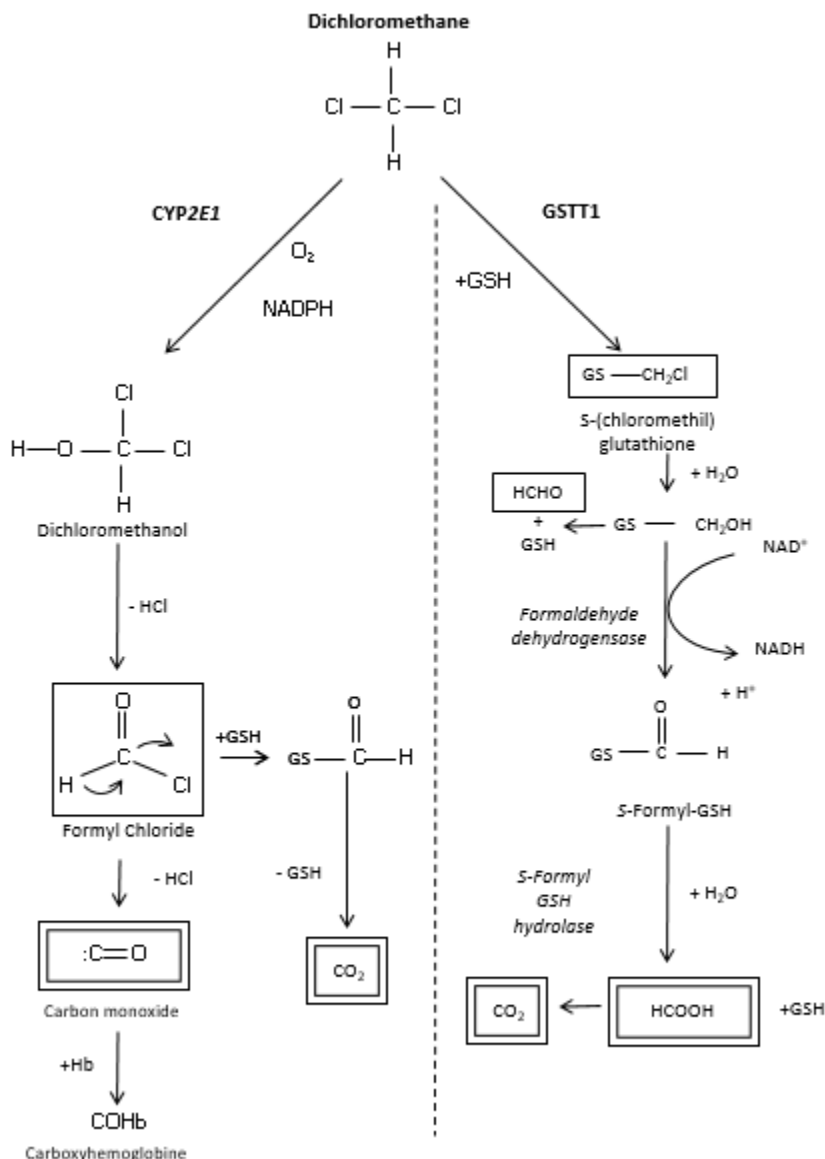 Dichloromethane
H
Cl — C — Cl
H
CYP2E1
O₂
NADPH
GSTT1
+GSH
Cl
H—O — C — Cl
H
Dichloromethanol
- HCl
O
C
H
Cl
Formyl Chloride
+GSH
O
GS — C — H
- HCl
- GSH
:C=O
Carbon monoxide
CO₂
+Hb
COHb
Carboxyhemoglobine
GS — CH₂Cl
S-(chloromethil)
glutathione
+ H₂O
HCHO
+
GSH
GS — CH₂OH
NAD⁺
Formaldehyde
dehydrogensase
NADH
+ H⁺
O
GS — C — H
S-Formyl-GSH
S-Formyl
GSH
hydrolase
+ H₂O
CO₂
HCOOH
+GSH